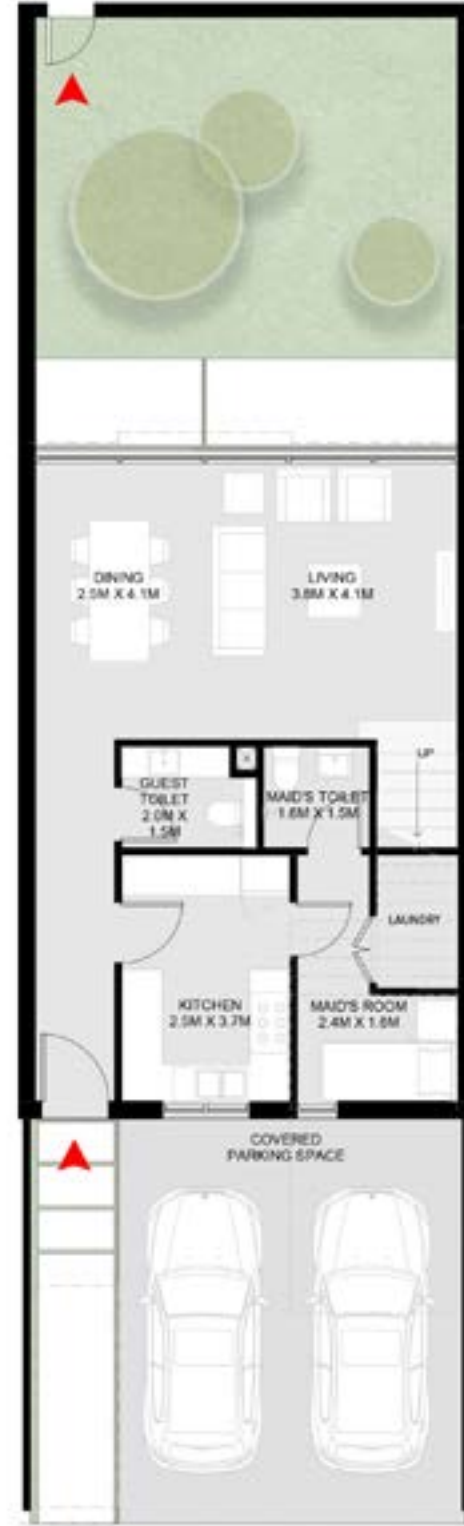 DINING
2.5M X 4.1M
LIVING
3.8M X 4.1M
UP
GUEST
TOILET
2.0M X
1.5M
MAID'S TOILET
1.6M X 1.5M
LAUNDRY
KITCHEN
2.5M X 3.7M
MAID'S ROOM
2.4M X 1.6M
COVERED
PARKING SPACE